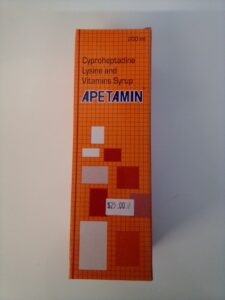 200 ml
Cyproheptadine
Lysine and
Vitamins Syrup
APETAMIN
$25.00